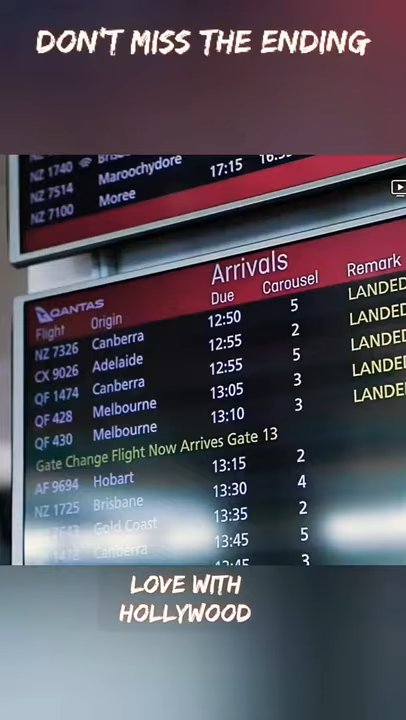 DON'T MISS THE ENDING
NZ 1740
NZ 7514 Maroochydore 17:15
NZ 7100 Moree
Arrivals
QANTAS
Flight Origin Due Carousel Remark
NZ 7326 Canberra 12:50 5 LANDED
CX 9026 Adelaide 12:55 2 LANDED
QF 1474 Canberra 12:55 5 LANDED
QF 428 Melbourne 13:05 3 LANDED
QF 430 Melbourne 13:10 3 LANDED
Gate Change Flight Now Arrives Gate 13
AF 9694 Hobart 13:15 2
NZ 1725 Brisbane 13:30 4
Gold Coast 13:35 2
Canberra 13:45 5
13:45 3
LOVE WITH
HOLLYWOOD